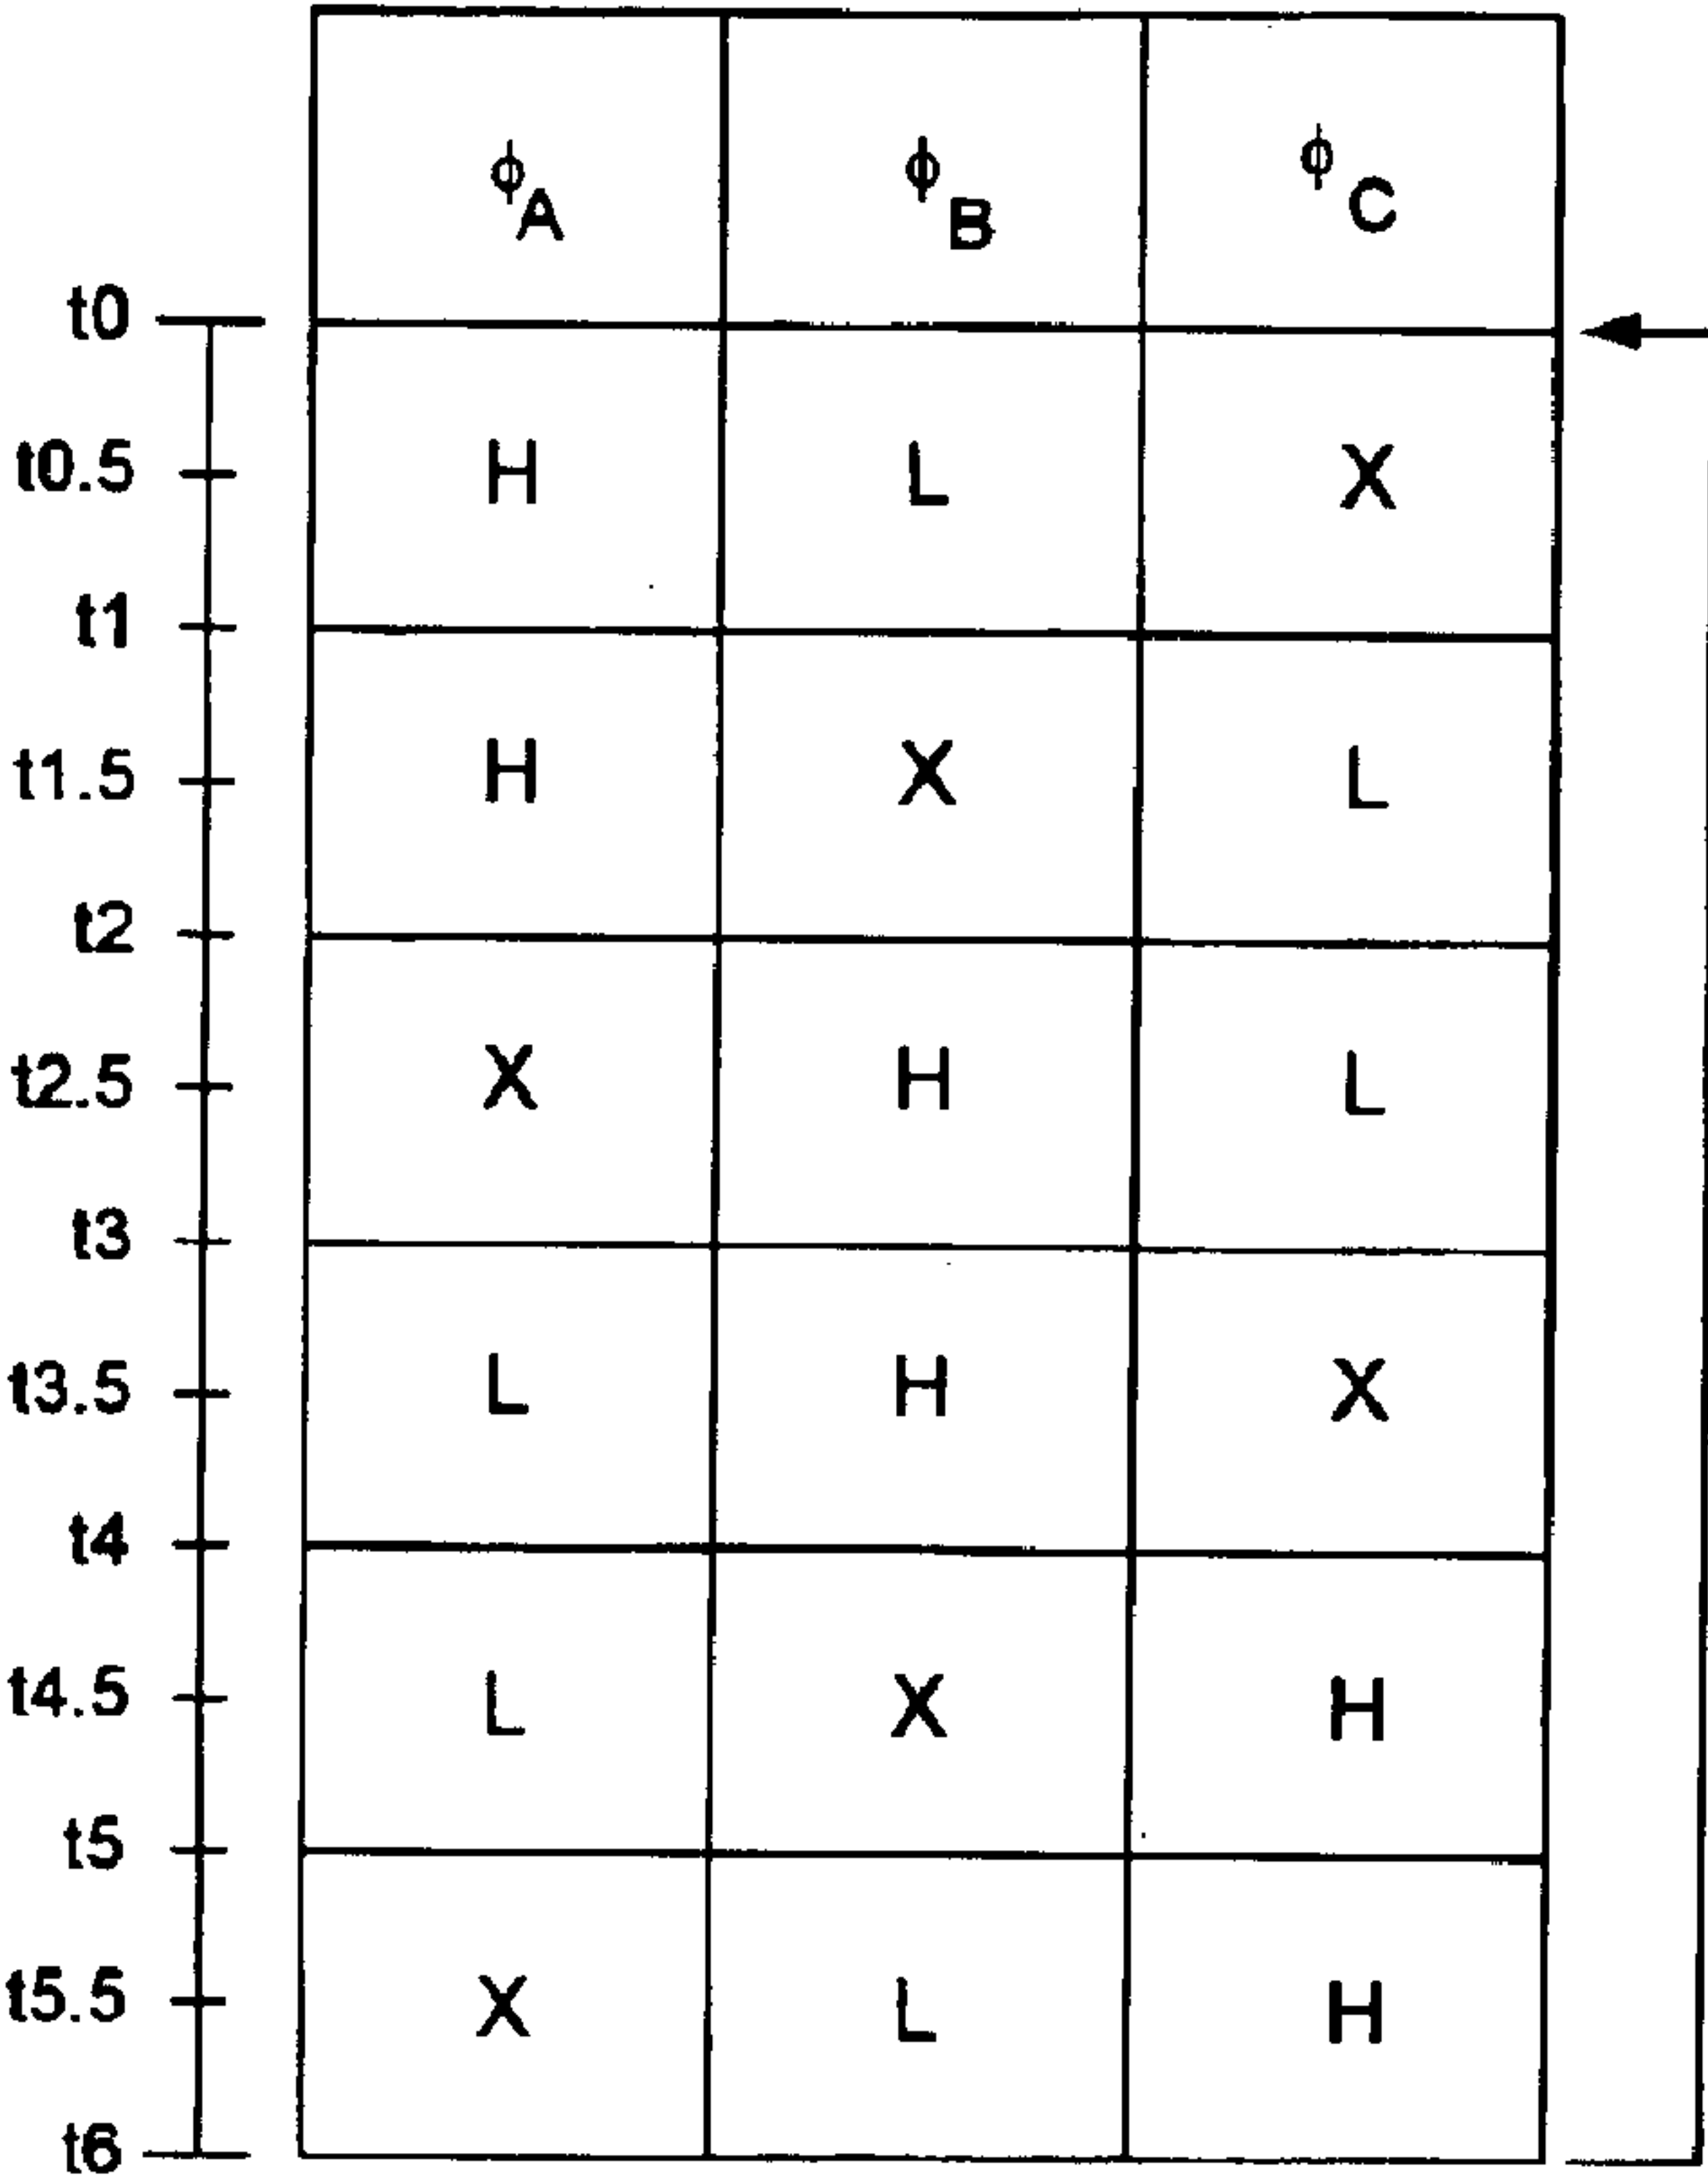 ϕA ϕB ϕC
t0
t0.5 H L X
t1
t1.5 H X L
t2
t2.5 X H L
t3
t3.5 L H X
t4
t4.5 L X H
t5
t5.5 X L H
t6